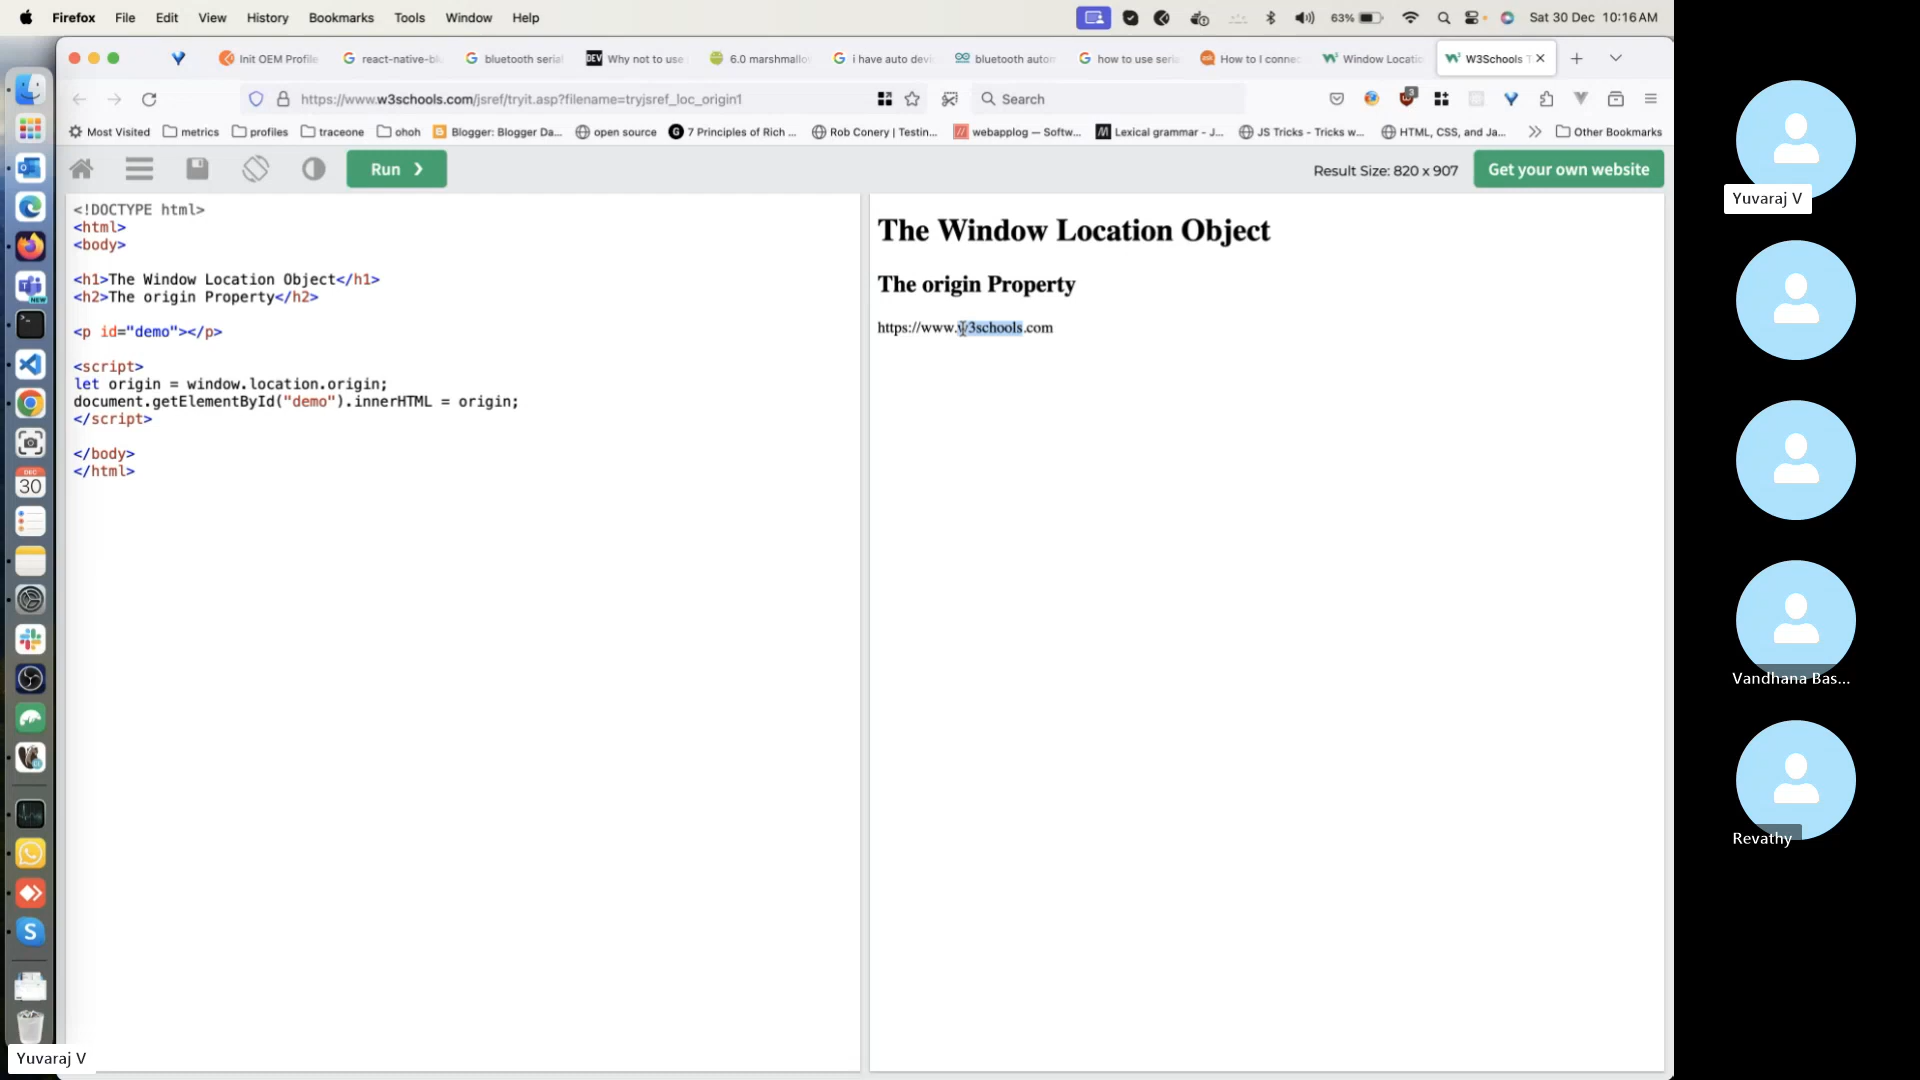 Firefox File Edit View History Bookmarks Tools Window Help 63% Sat 30 Dec 10:16 AM
Init OEM Profile
react-native-blu
bluetooth serial
DEV Why not to use
6.0 marshmallo
i have auto devi
bluetooth autom
how to use seria
How to I connec
Window Locatio
W3Schools T
https://www.w3schools.com/jsref/tryit.asp?filename=tryjsref_loc_origin1
Search
3
Most Visited metrics profiles traceone ohoh Blogger: Blogger Da... open source 7 Principles of Rich ... Rob Conery | Testin... webapplog — Softw... Lexical grammar - J... JS Tricks - Tricks w... HTML, CSS, and Ja... Other Bookmarks
Run ❯
Result Size: 820 x 907
Get your own website
<!DOCTYPE html>
<html>
<body>
<h1>The Window Location Object</h1>
<h2>The origin Property</h2>
<p id="demo"></p>
<script>
let origin = window.location.origin;
document.getElementById("demo").innerHTML = origin;
</script>
</body>
</html>
The Window Location Object
The origin Property
https://www.w3schools.com
NEW
DEC
30
S
Yuvaraj V
Yuvaraj V
Vandhana Bas...
Revathy